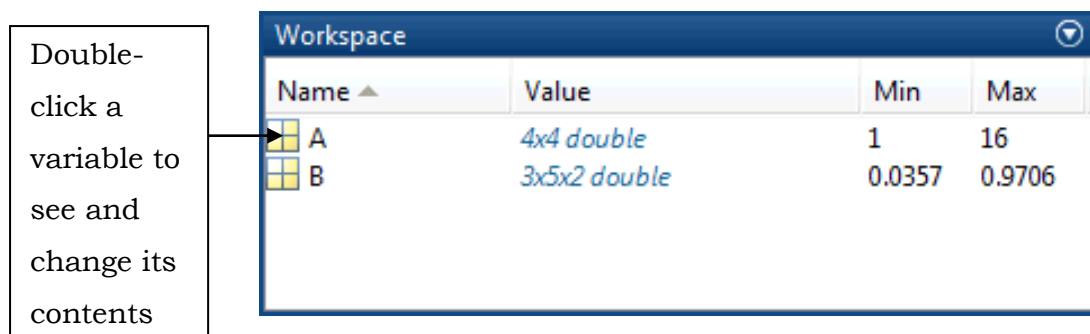 Double-
click a
variable to
see and
change its
contents
Workspace
Name Value Min Max
A 4x4 double 1 16
B 3x5x2 double 0.0357 0.9706